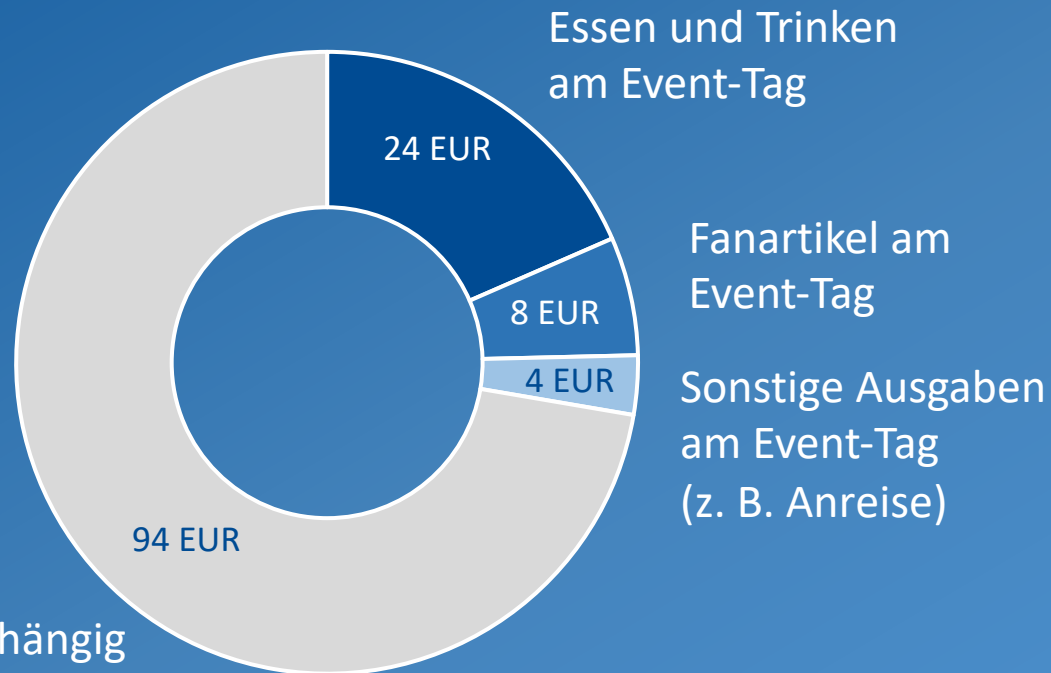 Essen und Trinken
am Event-Tag
24 EUR
Fanartikel am
Event-Tag
8 EUR
4 EUR
Sonstige Ausgaben
am Event-Tag
(z. B. Anreise)
94 EUR